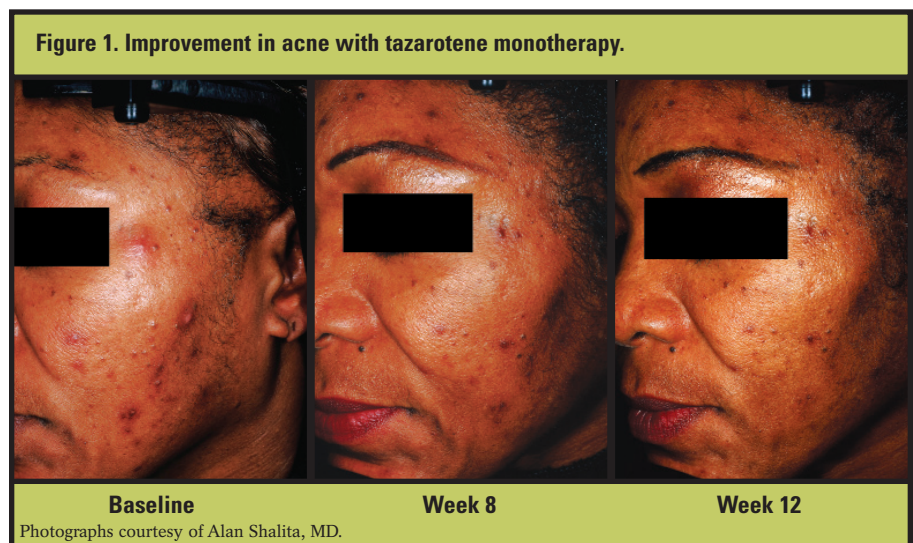 Figure 1. Improvement in acne with tazarotene monotherapy.
Baseline
Week 8
Week 12
Photographs courtesy of Alan Shalita, MD.